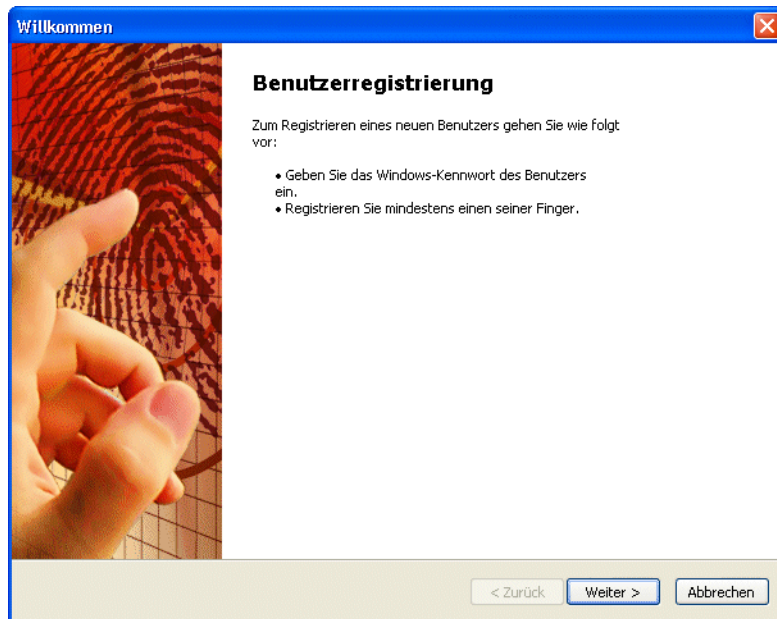 Willkommen
Benutzerregistrierung
Zum Registrieren eines neuen Benutzers gehen Sie wie folgt
vor:
• Geben Sie das Windows-Kennwort des Benutzers
ein.
• Registrieren Sie mindestens einen seiner Finger.
< Zurück Weiter > Abbrechen